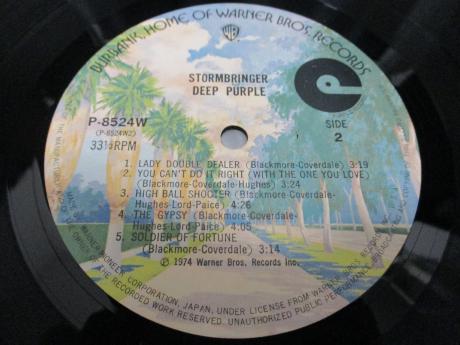 BURBANK, HOME OF WARNER BROS. RECORDS
WB
STORMBRINGER
DEEP PURPLE
e
P-8524W
(P-8524W2)
33⅓RPM
SIDE
2
1. LADY DOUBLE DEALER (Blackmore-Coverdale) 3:19
2. YOU CAN'T DO IT RIGHT (WITH THE ONE YOU LOVE)
(Blackmore-Coverdale-Hughes) 3:24
3. HIGH BALL SHOOTER (Blackmore-Coverdale-
Hughes-Lord-Paice) 4:26
4. THE GYPSY (Blackmore-Coverdale-
Hughes-Lord-Paice) 4:05
5. SOLDIER OF FORTUNE
(Blackmore-Coverdale) 3:14
℗ 1974 Warner Bros. Records Inc.
PIONEER CORPORATION, JAPAN, UNDER LICENSE FROM WARNER BROS.
OF THE RECORDED WORK RESERVED. UNAUTHORIZED PUBLIC